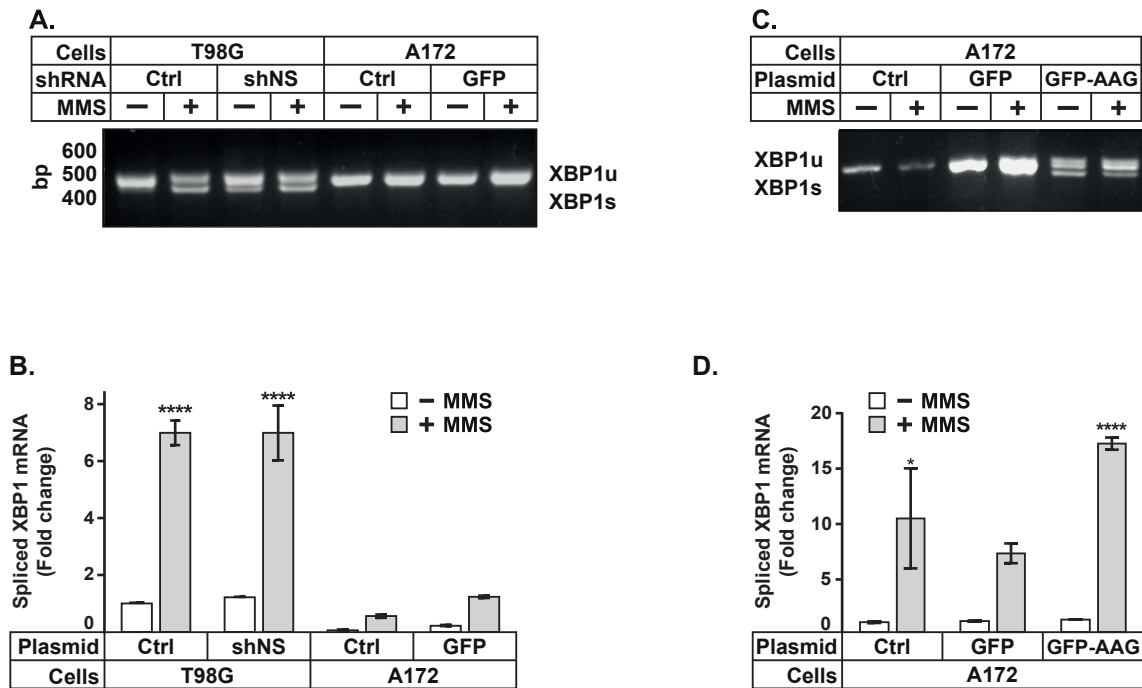 A.
Cells T98G A172
shRNA Ctrl shNS Ctrl GFP
MMS − + − + − + − +
600
500
400
bp
XBP1u
XBP1s
C.
Cells A172
Plasmid Ctrl GFP GFP-AAG
MMS − + − + − +
XBP1u
XBP1s
B.
Spliced XBP1 mRNA
(Fold change)
8
6
4
2
0
**** ****
− MMS
+ MMS
Plasmid Ctrl shNS Ctrl GFP
Cells T98G A172
D.
Spliced XBP1 mRNA
(Fold change)
20
15
10
5
0
− MMS
+ MMS
* ****
Plasmid Ctrl GFP GFP-AAG
Cells A172